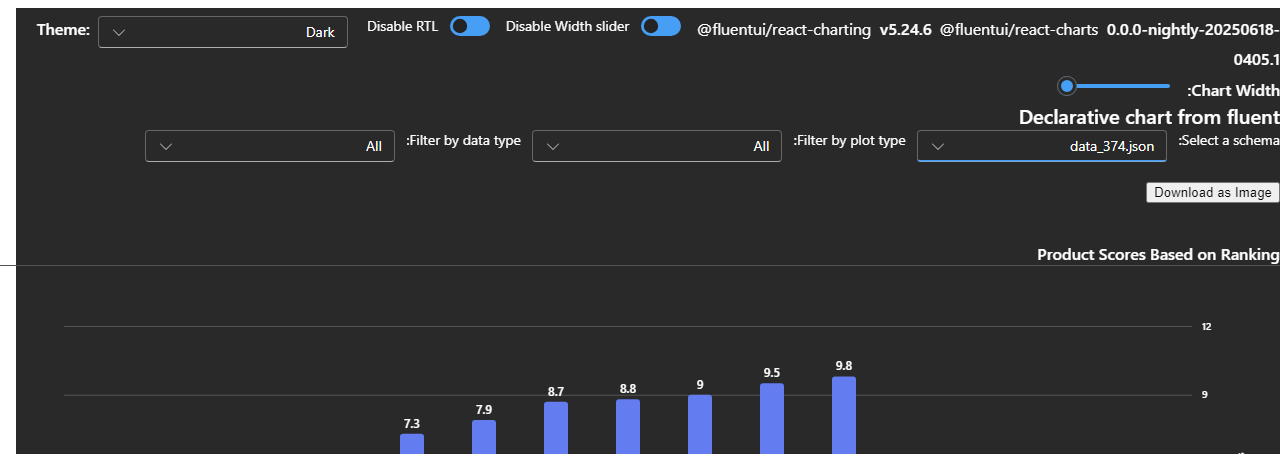 Theme: Dark Disable RTL Disable Width slider @fluentui/react-charting v5.24.6 @fluentui/react-charts 0.0.0-nightly-20250618-
0405.1
:Chart Width
Declarative chart from fluent
All :Filter by data type All :Filter by plot type data_374.json :Select a schema
Download as Image
Product Scores Based on Ranking
12
9.8
9.5
9
8.8
8.7
7.9
7.3
9